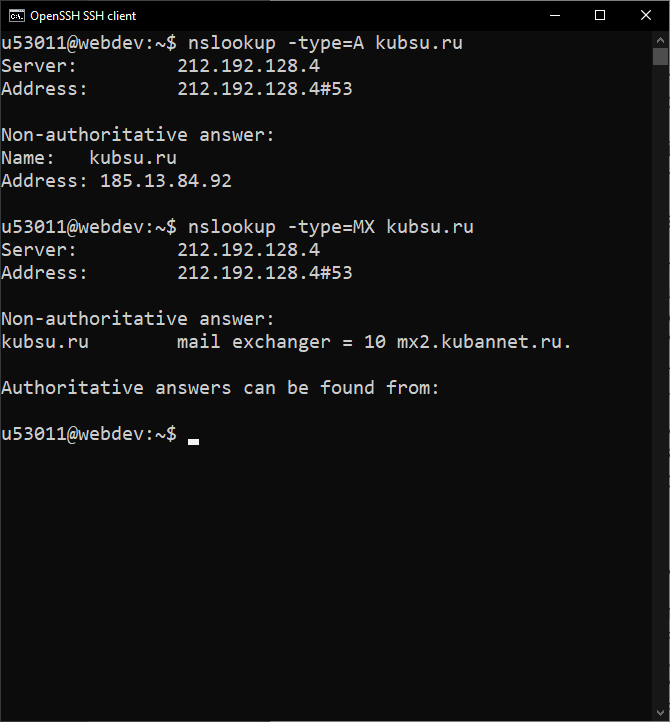 OpenSSH SSH client
u53011@webdev:~$ nslookup -type=A kubsu.ru
Server:         212.192.128.4
Address:        212.192.128.4#53
Non-authoritative answer:
Name:   kubsu.ru
Address: 185.13.84.92
u53011@webdev:~$ nslookup -type=MX kubsu.ru
Server:         212.192.128.4
Address:        212.192.128.4#53
Non-authoritative answer:
kubsu.ru        mail exchanger = 10 mx2.kubannet.ru.
Authoritative answers can be found from:
u53011@webdev:~$